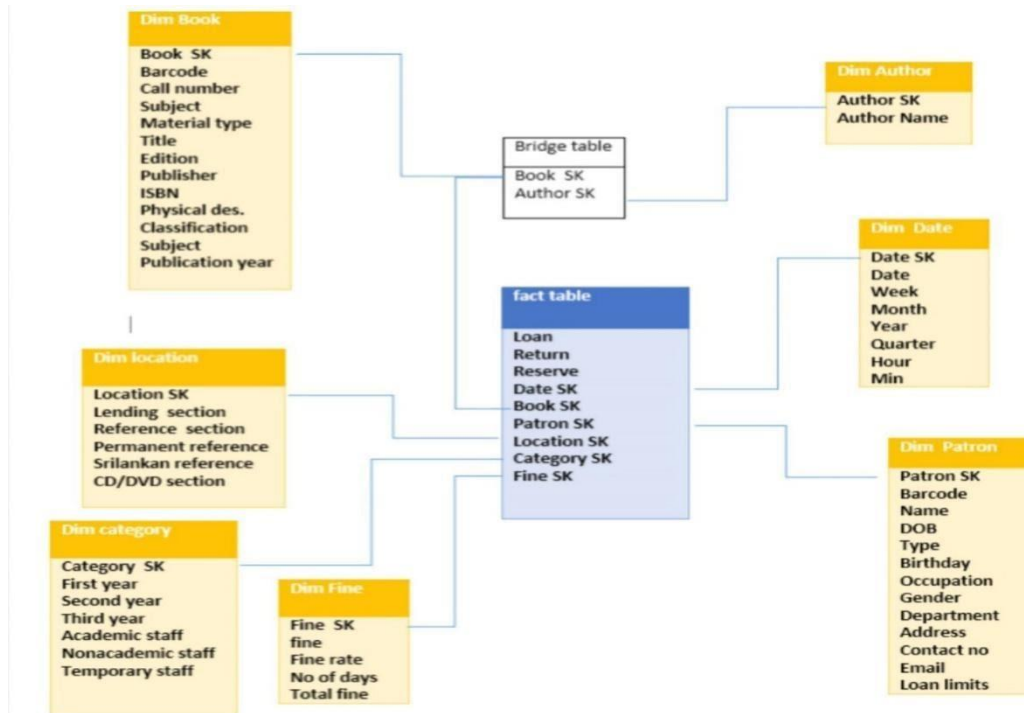 Dim Book
Book SK
Barcode
Call number
Subject
Material type
Title
Edition
Publisher
ISBN
Physical des.
Classification
Subject
Publication year
Dim Author
Author SK
Author Name
Bridge table
Book SK
Author SK
Dim Date
Date SK
Date
Week
Month
Year
Quarter
Hour
Min
fact table
Loan
Return
Reserve
Date SK
Book SK
Patron SK
Location SK
Category SK
Fine SK
Dim location
Location SK
Lending section
Reference section
Permanent reference
Srilankan reference
CD/DVD section
Dim Patron
Patron SK
Barcode
Name
DOB
Type
Birthday
Occupation
Gender
Department
Address
Contact no
Email
Loan limits
Dim category
Category SK
First year
Second year
Third year
Academic staff
Nonacademic staff
Temporary staff
Dim Fine
Fine SK
fine
Fine rate
No of days
Total fine